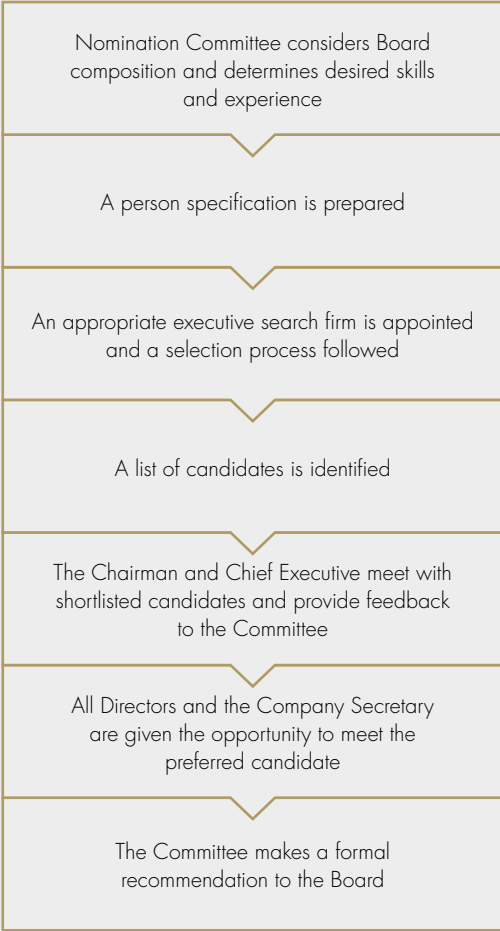 Nomination Committee considers Board
composition and determines desired skills
and experience
A person specification is prepared
An appropriate executive search firm is appointed
and a selection process followed
A list of candidates is identified
The Chairman and Chief Executive meet with
shortlisted candidates and provide feedback
to the Committee
All Directors and the Company Secretary
are given the opportunity to meet the
preferred candidate
The Committee makes a formal
recommendation to the Board